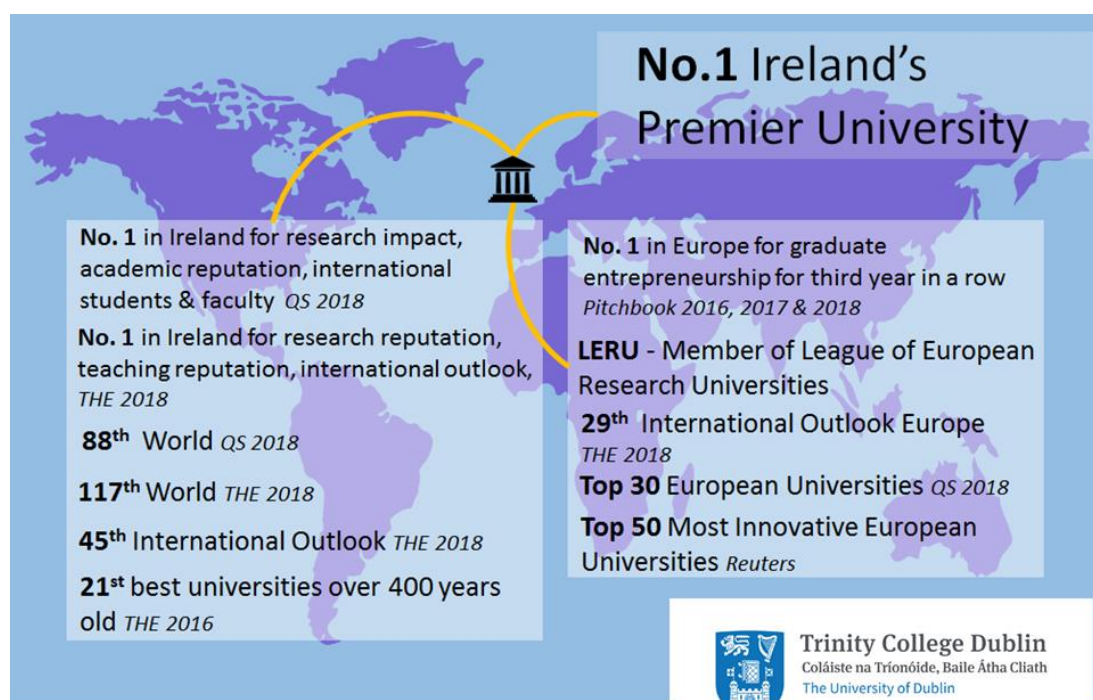 No.1 Ireland's
Premier University
No. 1 in Ireland for research impact,
academic reputation, international
students & faculty QS 2018
No. 1 in Ireland for research reputation,
teaching reputation, international outlook,
THE 2018
88th World QS 2018
117th World THE 2018
45th International Outlook THE 2018
21st best universities over 400 years
old THE 2016
No. 1 in Europe for graduate
entrepreneurship for third year in a row
Pitchbook 2016, 2017 & 2018
LERU - Member of League of European
Research Universities
29th International Outlook Europe
THE 2018
Top 30 European Universities QS 2018
Top 50 Most Innovative European
Universities Reuters
Trinity College Dublin
Coláiste na Tríonóide, Baile Átha Cliath
The University of Dublin